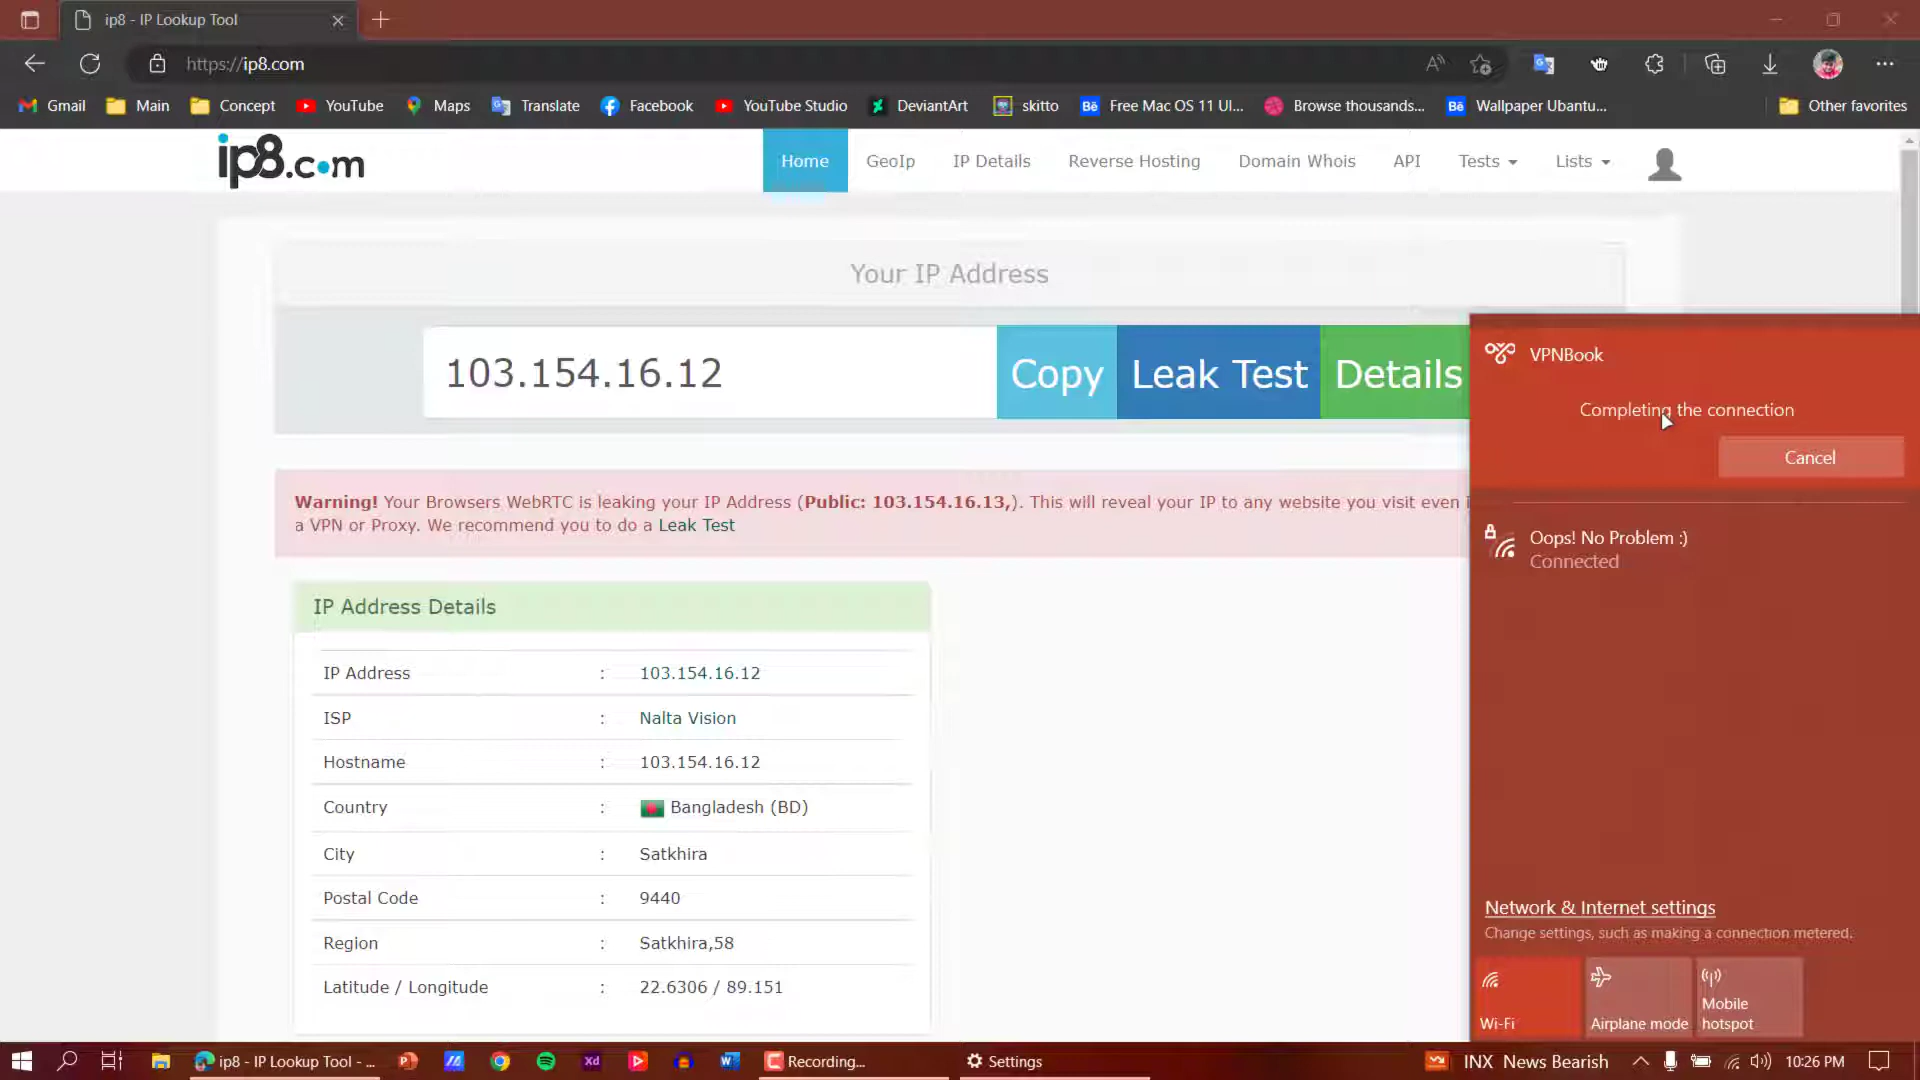 ip8 - IP Lookup Tool
https://ip8.com
Gmail Main Concept YouTube Maps Translate Facebook YouTube Studio DeviantArt skitto Free Mac OS 11 UI... Browse thousands... Wallpaper Ubantu... Other favorites
ip8.com Home GeoIp IP Details Reverse Hosting Domain Whois API Tests Lists
Your IP Address
103.154.16.12 Copy Leak Test Details
Warning! Your Browsers WebRTC is leaking your IP Address (Public: 103.154.16.13,). This will reveal your IP to any website you visit even
a VPN or Proxy. We recommend you to do a Leak Test
IP Address Details
IP Address : 103.154.16.12
ISP : Nalta Vision
Hostname : 103.154.16.12
Country : Bangladesh (BD)
City : Satkhira
Postal Code : 9440
Region : Satkhira,58
Latitude / Longitude : 22.6306 / 89.151
VPNBook
Completing the connection
Cancel
Oops! No Problem :)
Connected
Network & Internet settings
Change settings, such as making a connection metered.
Wi-Fi Airplane mode Mobile
hotspot
ip8 - IP Lookup Tool - ... Recording... Settings INX News Bearish 10:26 PM